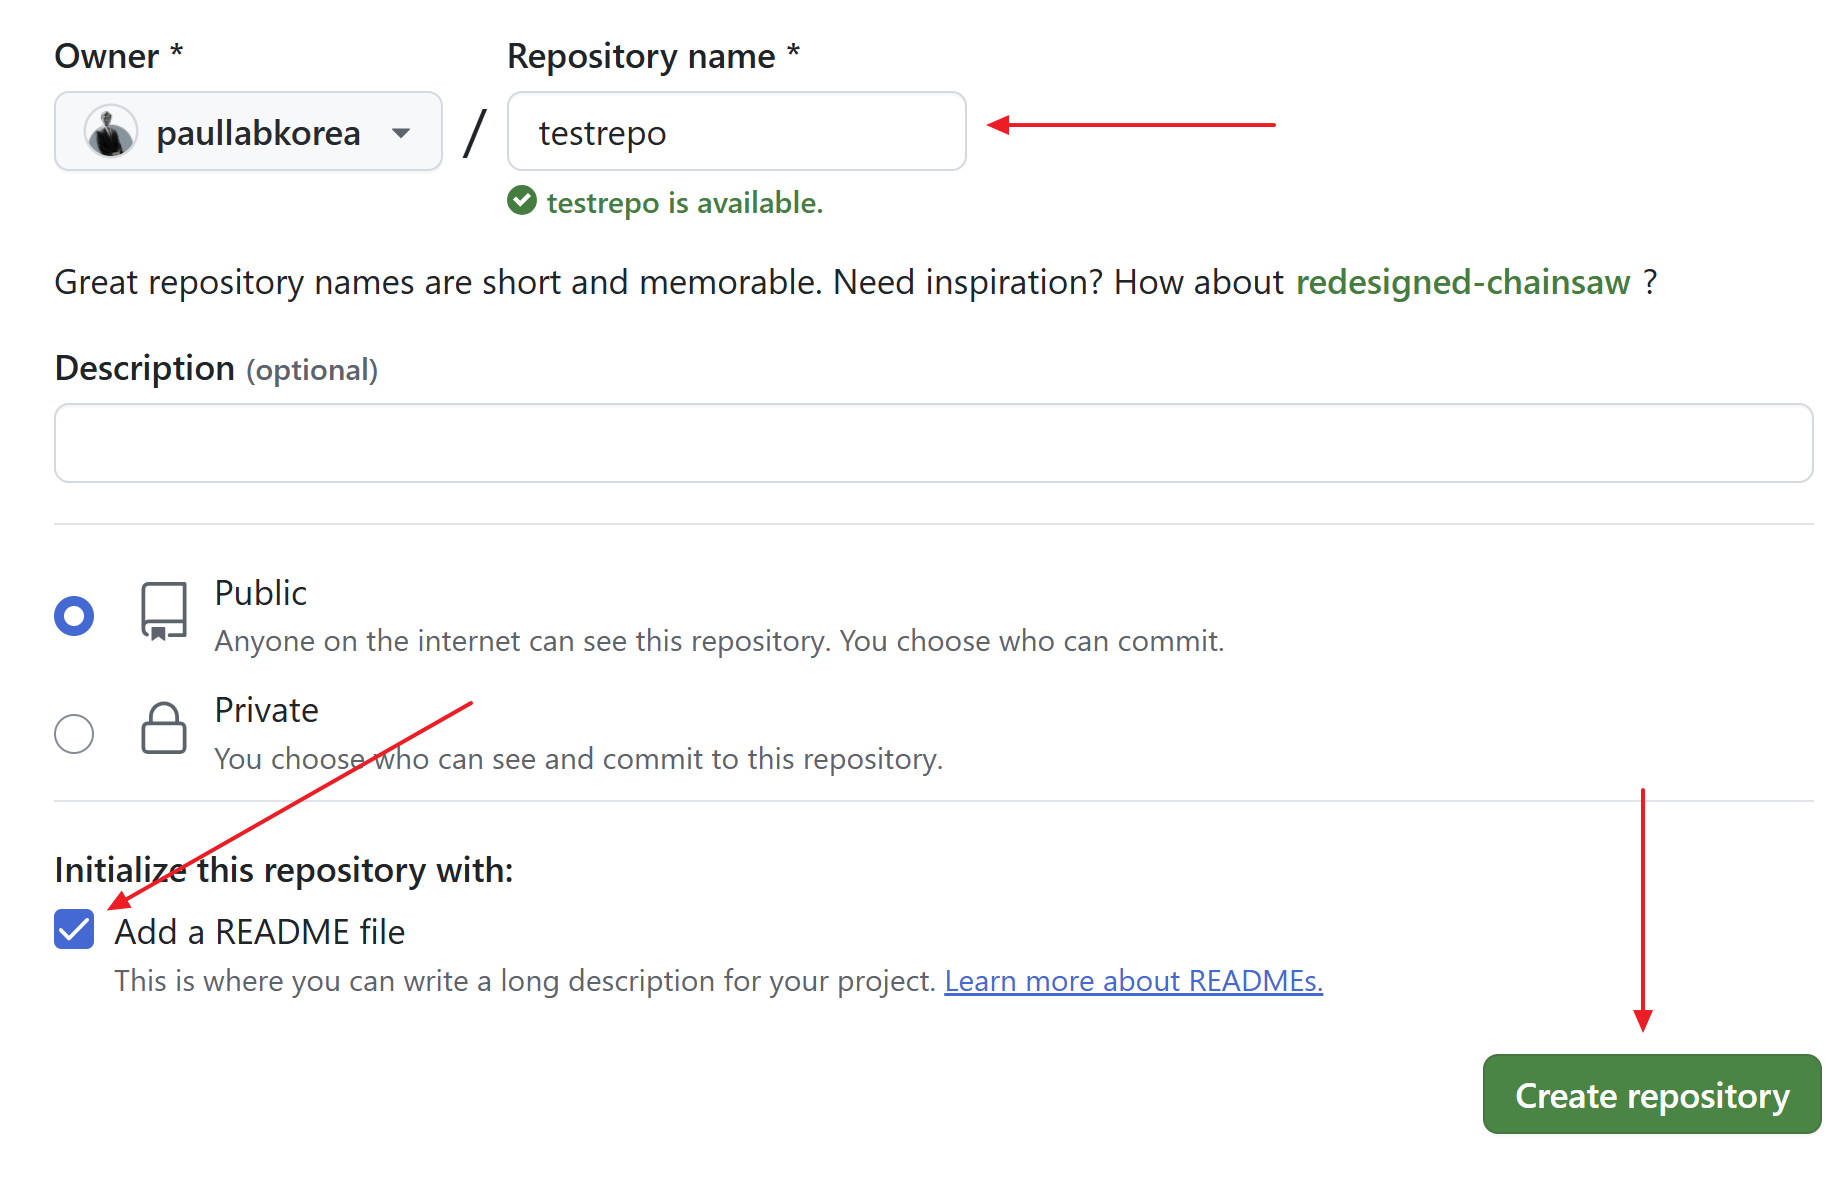 Owner *
Repository name *
paullabkorea / testrepo
testrepo is available.
Great repository names are short and memorable. Need inspiration? How about redesigned-chainsaw ?
Description (optional)
Public
Anyone on the internet can see this repository. You choose who can commit.
Private
You choose who can see and commit to this repository.
Initialize this repository with:
Add a README file
This is where you can write a long description for your project. Learn more about READMEs.
Create repository